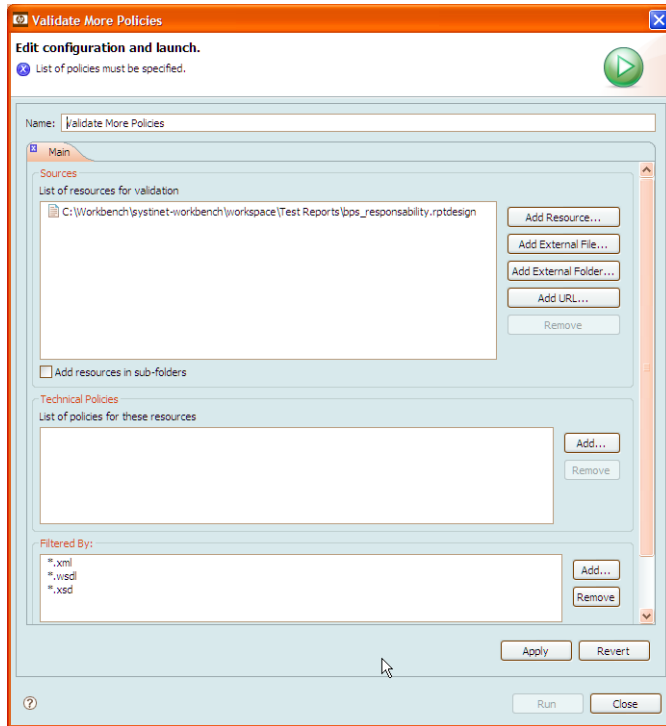 Validate More Policies
Edit configuration and launch.
List of policies must be specified.
Name: Validate More Policies
Main
Sources
List of resources for validation
C:\Workbench\systinet-workbench\workspace\Test Reports\bps_responsability.rptdesign
Add Resource...
Add External File...
Add External Folder...
Add URL...
Remove
Add resources in sub-folders
Technical Policies
List of policies for these resources
Add...
Remove
Filtered By:
*.xml
*.wsdl
*.xsd
Add...
Remove
Apply
Revert
Run
Close